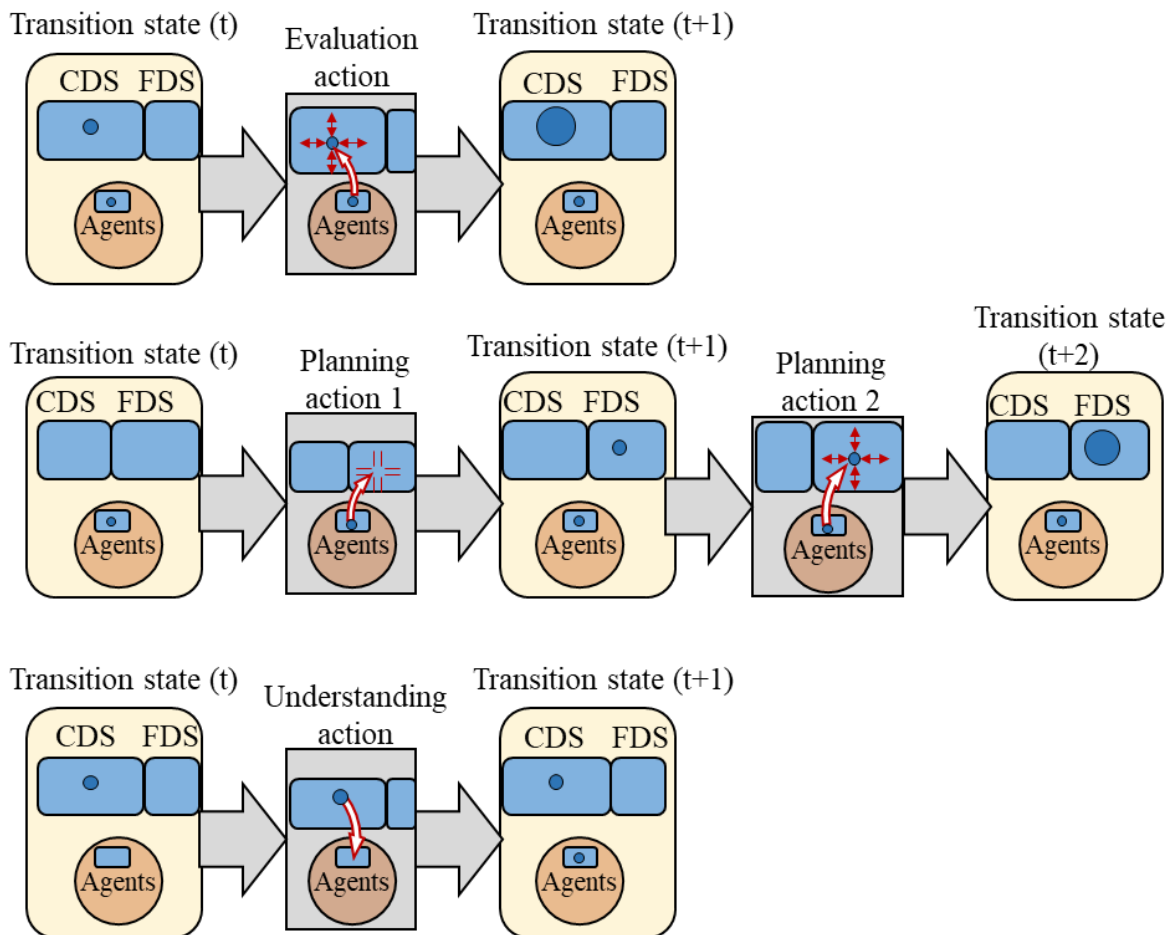 Transition state (t)
Evaluation
action
Transition state (t+1)
CDS FDS
CDS FDS
Agents
Agents
Agents
Transition state (t)
Planning
action 1
Transition state (t+1)
Planning
action 2
Transition state
(t+2)
CDS FDS
CDS FDS
CDS FDS
Agents
Agents
Agents
Agents
Agents
Transition state (t)
Understanding
action
Transition state (t+1)
CDS FDS
CDS FDS
Agents
Agents
Agents